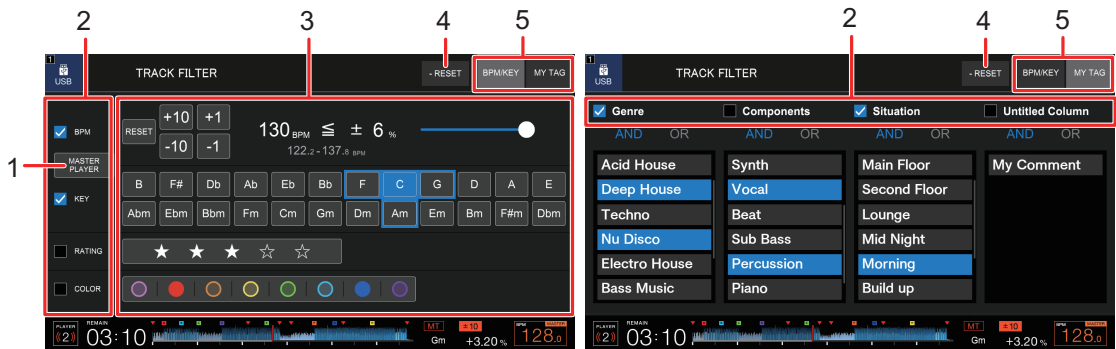 2 3 4 5
1 USB TRACK FILTER - RESET BPM/KEY MY TAG
BPM
RESET +10 +1
-10 -1
130 BPM ≦ ± 6 %
122.2 - 137.8 BPM
1
MASTER PLAYER
KEY
B F# Db Ab Eb Bb F C G D A E
Abm Ebm Bbm Fm Cm Gm Dm Am Em Bm F#m Dbm
RATING ★ ★ ★ ☆ ☆
COLOR
PLAYER 2 REMAIN 03:10 MT ±10 Gm +3.20 % BPM MASTER 128.0
2 4 5
1 USB TRACK FILTER - RESET BPM/KEY MY TAG
Genre Components Situation Untitled Column
AND OR AND OR AND OR AND OR
Acid House Synth Main Floor My Comment
Deep House Vocal Second Floor
Techno Beat Lounge
Nu Disco Sub Bass Mid Night
Electro House Percussion Morning
Bass Music Piano Build up
PLAYER 2 REMAIN 03:10 MT ±10 Gm +3.20 % BPM MASTER 128.0